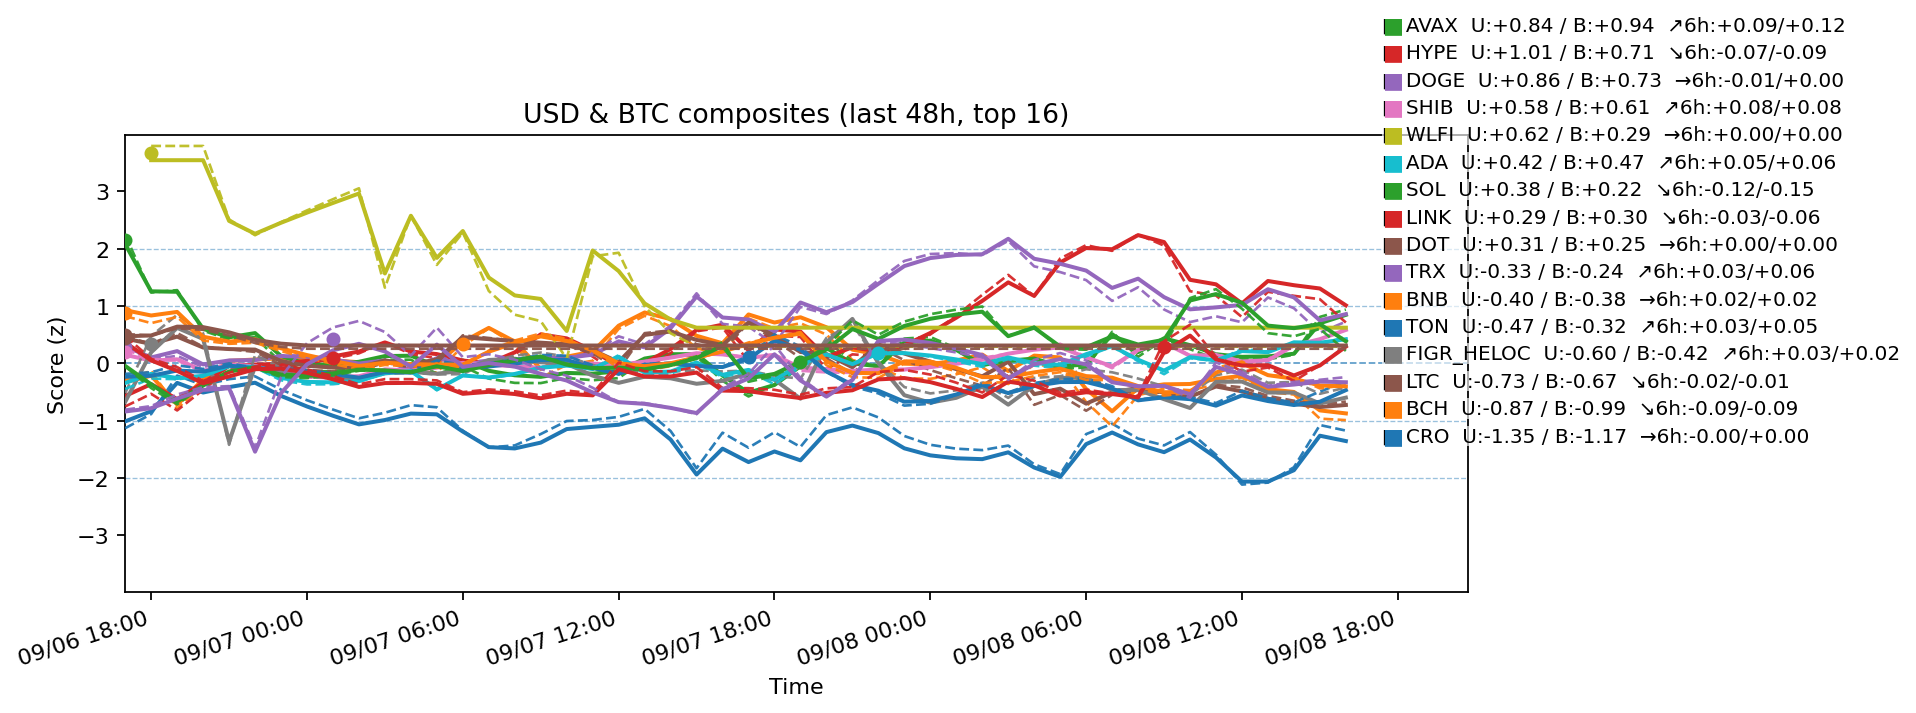 AVAX  U:+0.84 / B:+0.94  ↗6h:+0.09/+0.12
HYPE  U:+1.01 / B:+0.71  ↘6h:-0.07/-0.09
DOGE  U:+0.86 / B:+0.73  →6h:-0.01/+0.00
SHIB  U:+0.58 / B:+0.61  ↗6h:+0.08/+0.08
WLFI  U:+0.62 / B:+0.29  →6h:+0.00/+0.00
ADA  U:+0.42 / B:+0.47  ↗6h:+0.05/+0.06
SOL  U:+0.38 / B:+0.22  ↘6h:-0.12/-0.15
LINK  U:+0.29 / B:+0.30  ↘6h:-0.03/-0.06
DOT  U:+0.31 / B:+0.25  →6h:+0.00/+0.00
TRX  U:-0.33 / B:-0.24  ↗6h:+0.03/+0.06
BNB  U:-0.40 / B:-0.38  →6h:+0.02/+0.02
TON  U:-0.47 / B:-0.32  ↗6h:+0.03/+0.05
FIGR_HELOC  U:-0.60 / B:-0.42  ↗6h:+0.03/+0.02
LTC  U:-0.73 / B:-0.67  ↘6h:-0.02/-0.01
BCH  U:-0.87 / B:-0.99  ↘6h:-0.09/-0.09
CRO  U:-1.35 / B:-1.17  →6h:-0.00/+0.00
USD & BTC composites (last 48h, top 16)
Score (z)
3
2
1
0
−1
−2
−3
09/06 18:00
09/07 00:00
09/07 06:00
09/07 12:00
09/07 18:00
09/08 00:00
09/08 06:00
09/08 12:00
09/08 18:00
Time